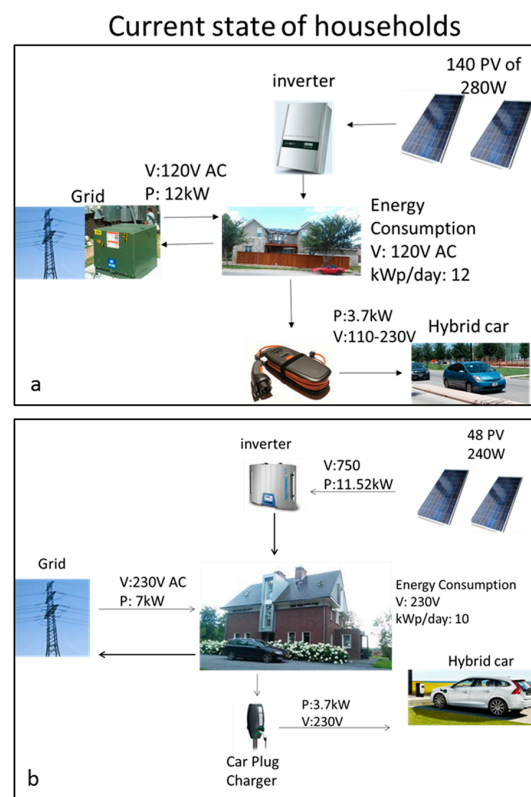 Current state of households
140 PV of
280W
inverter
V:120V AC
P: 12kW
Grid
Energy
Consumption
V: 120V AC
kWp/day: 12
P:3.7kW
V:110-230V
Hybrid car
a
48 PV
240W
inverter
V:750
P:11.52kW
Grid
V:230V AC
P: 7kW
Energy Consumption
V: 230V
kWp/day: 10
Hybrid car
P:3.7kW
V:230V
Car Plug
Charger
b